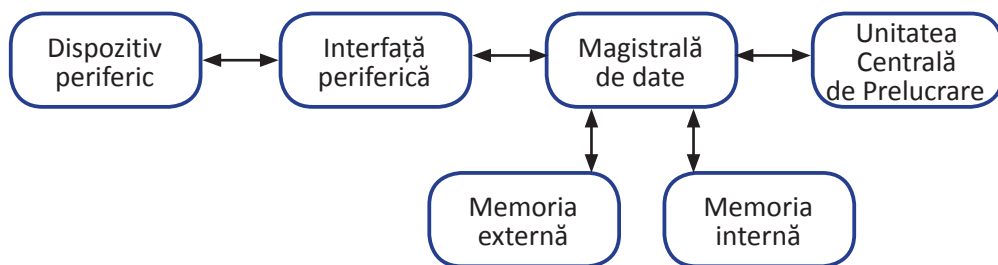 Dispozitiv
periferic
Interfață
periferică
Magistrală
de date
Unitatea
Centrală
de Prelucrare
Memoria
externă
Memoria
internă